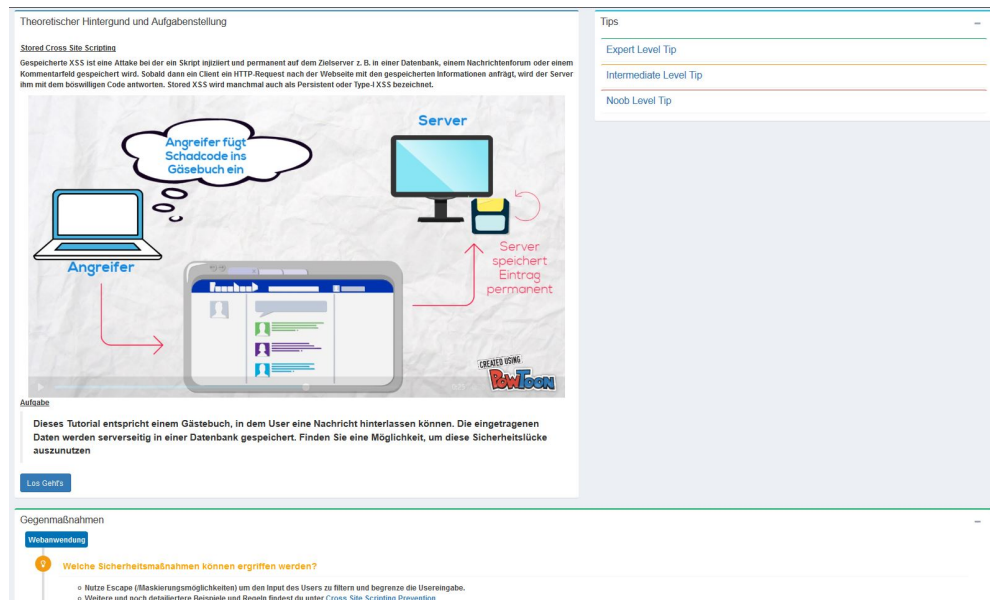 Theoretischer Hintergund und Aufgabenstellung
Stored Cross Site Scripting
Gespeicherte XSS ist eine Attake bei der ein Skript injiziert und permanent auf dem Zielserver z. B. in einer Datenbank, einem Nachrichtenforum oder einem
Kommentarfeld gespeichert wird. Sobald dann ein Client ein HTTP-Request nach der Webseite mit den gespeicherten Informationen anfrägt, wird der Server
ihm mit dem böswilligen Code antworten. Stored XSS wird manchmal auch als Persistent oder Type-I XSS bezeichnet.
Angreifer fügt
Schadcode ins
Gäsebuch ein
Server
Angreifer
Server
speichert
Eintrag
permanent
CREATED USING
POWTOON
Aufgabe
Dieses Tutorial entspricht einem Gästebuch, in dem User eine Nachricht hinterlassen können. Die eingetragenen
Daten werden serverseitig in einer Datenbank gespeichert. Finden Sie eine Möglichkeit, um diese Sicherheitslücke
auszunutzen
Los Geht's
Tips
Expert Level Tip
Intermediate Level Tip
Noob Level Tip
Gegenmaßnahmen
Webanwendung
Welche Sicherheitsmaßnahmen können ergriffen werden?
Nutze Escape (/Maskierungsmöglichkeiten) um den Input des Users zu filtern und begrenze die Usereingabe.
Weitere und noch detailiertere Beispiele und Regeln findest du unter Cross Site Scripting Prevention